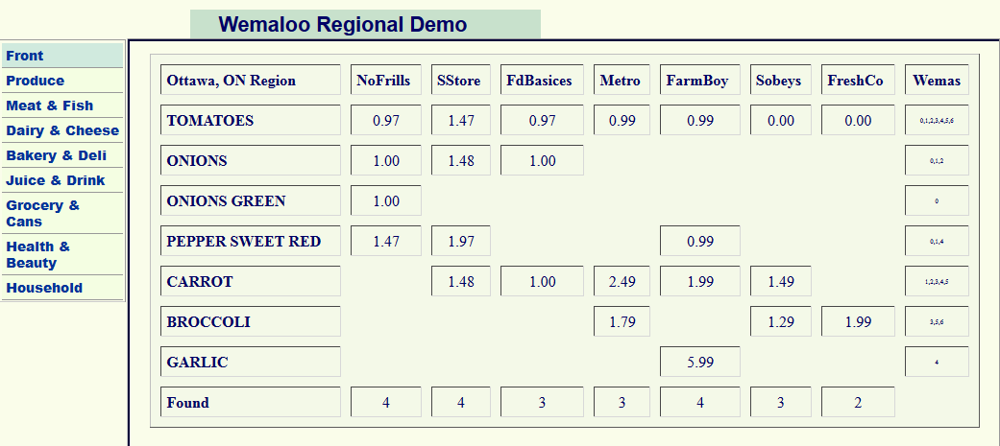 Wemaloo Regional Demo
Front
Produce
Meat & Fish
Dairy & Cheese
Bakery & Deli
Juice & Drink
Grocery &
Cans
Health &
Beauty
Household
Ottawa, ON Region NoFrills SStore FdBasices Metro FarmBoy Sobeys FreshCo Wemas
TOMATOES 0.97 1.47 0.97 0.99 0.99 0.00 0.00 0,1,2,3,4,5,6
ONIONS 1.00 1.48 1.00 0,1,2
ONIONS GREEN 1.00 0
PEPPER SWEET RED 1.47 1.97 0.99 0,1,4
CARROT 1.48 1.00 2.49 1.99 1.49 1,2,3,4,5
BROCCOLI 1.79 1.29 1.99 3,5,6
GARLIC 5.99 4
Found 4 4 3 3 4 3 2